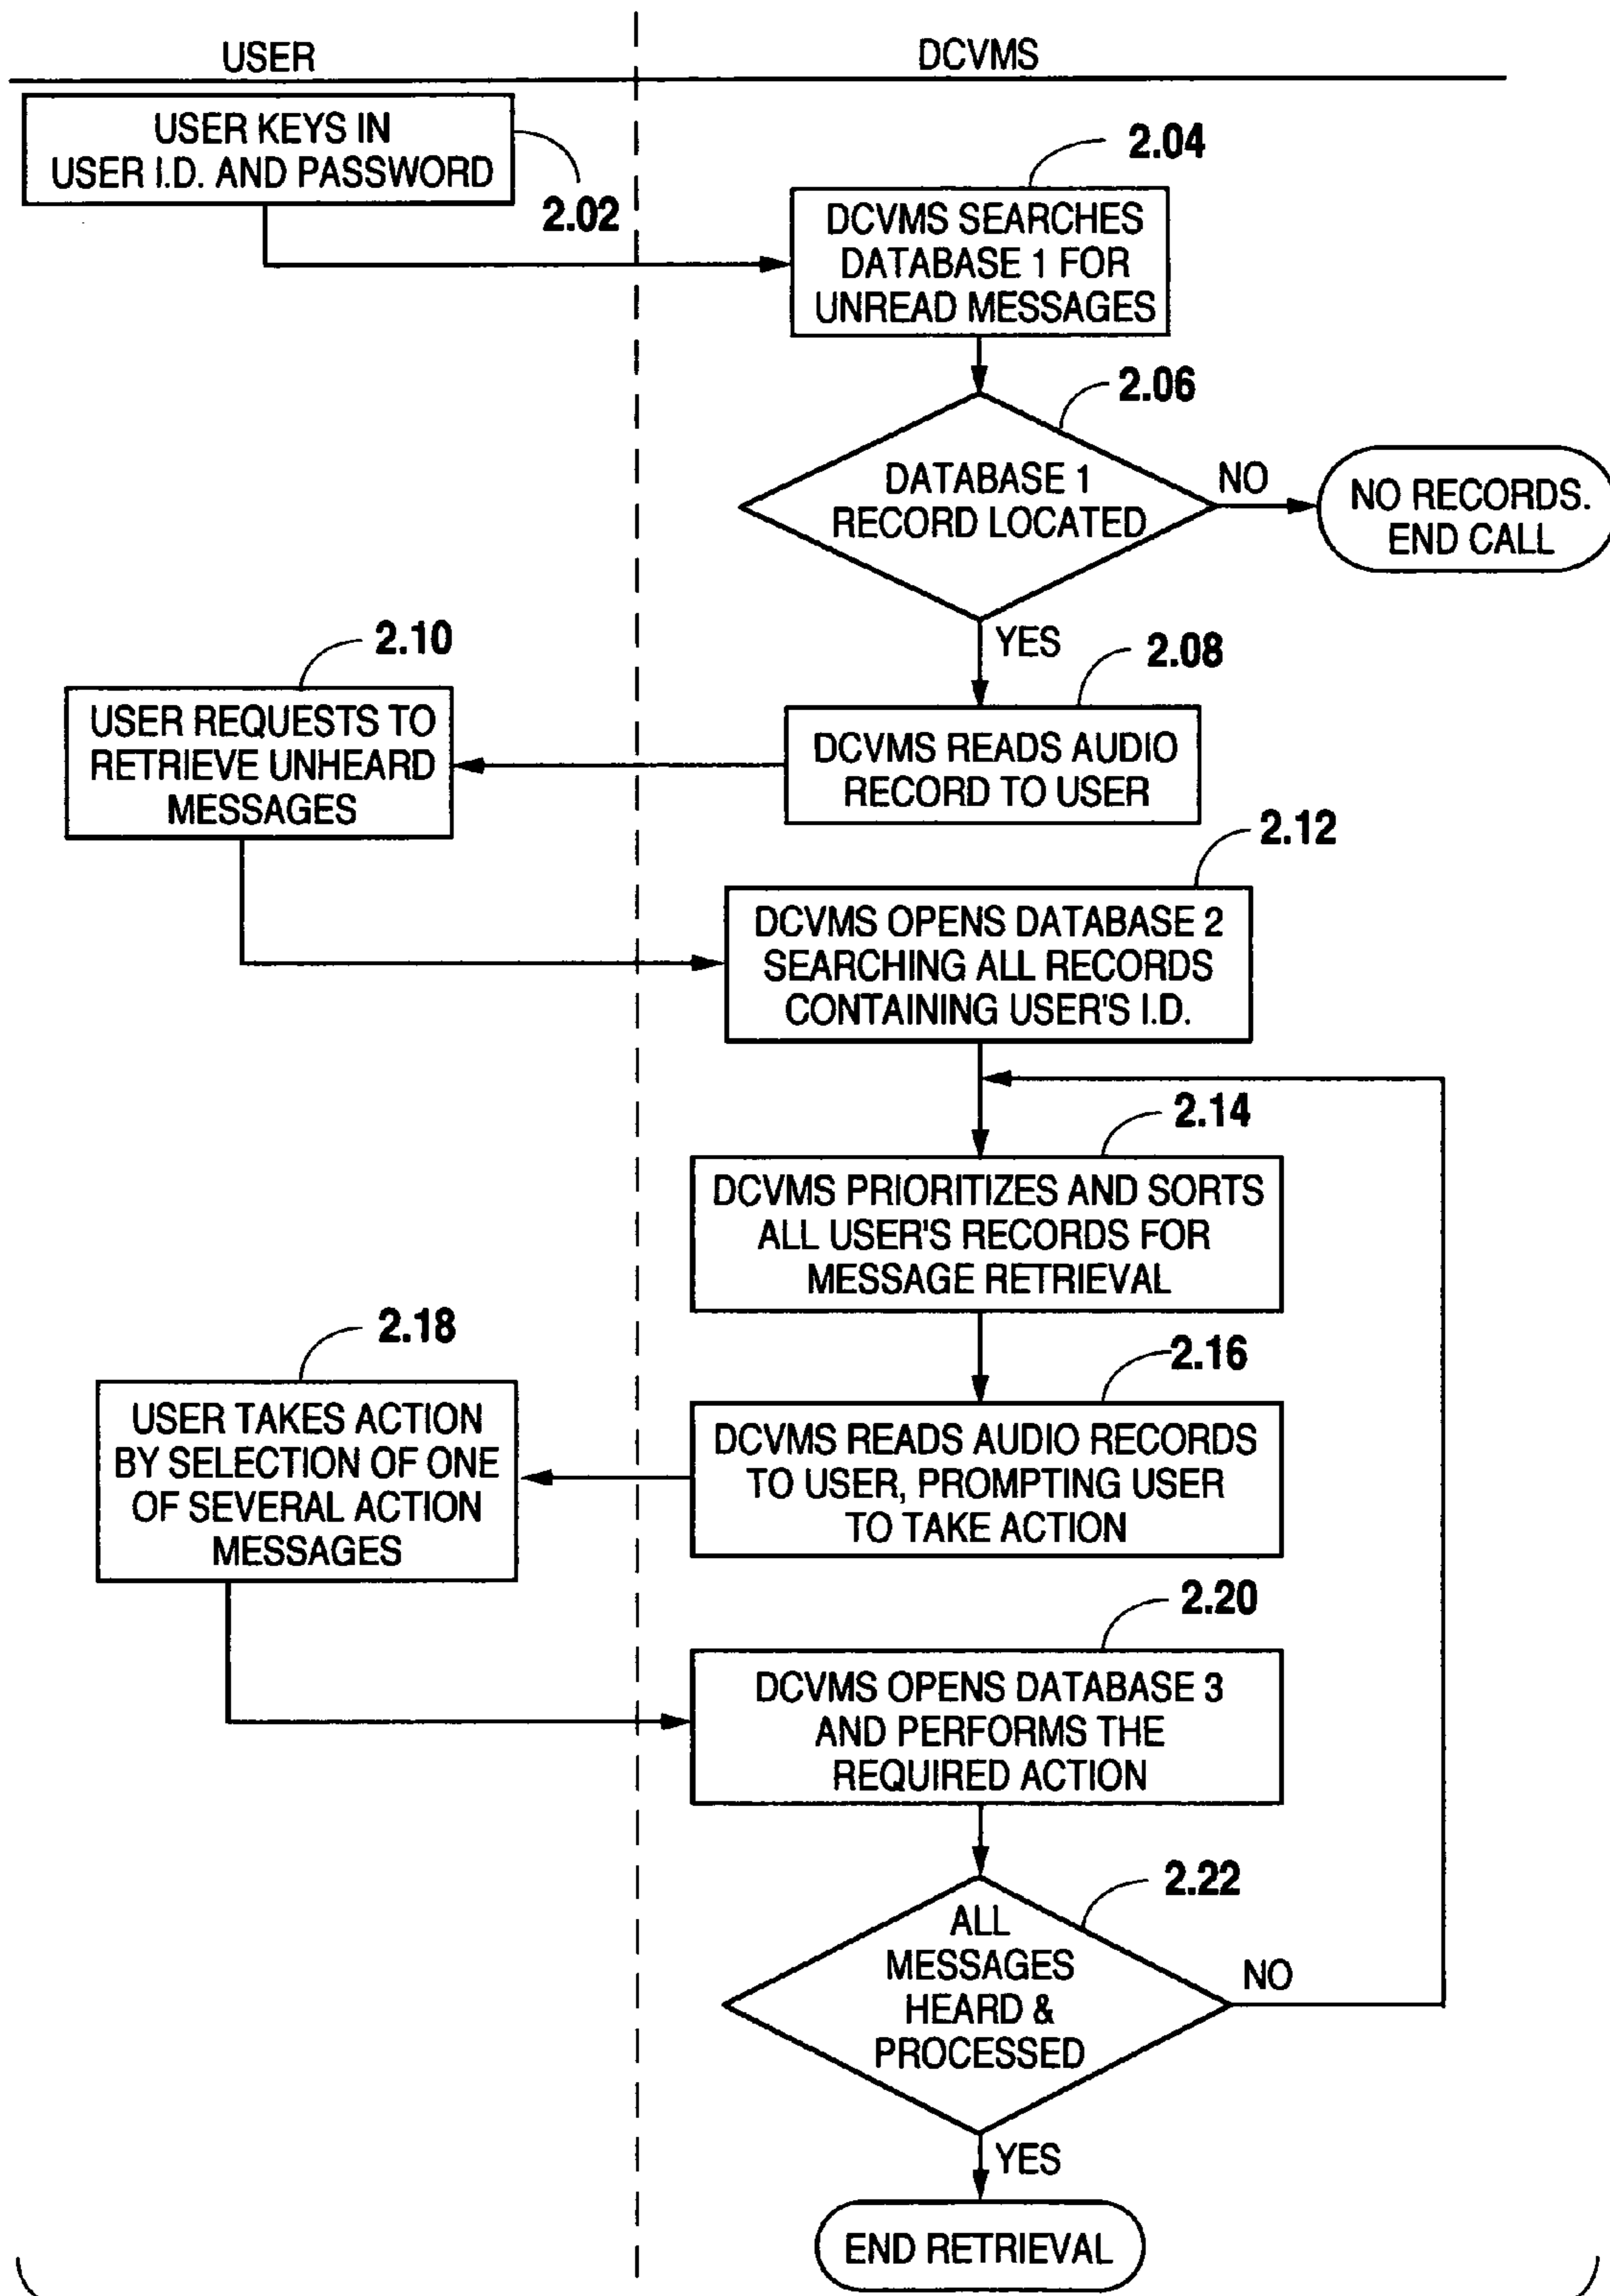 USER
DCVMS
USER KEYS IN
USER I.D. AND PASSWORD
2.02
2.04
DCVMS SEARCHES
DATABASE 1 FOR
UNREAD MESSAGES
2.06
DATABASE 1
RECORD LOCATED
NO
NO RECORDS.
END CALL
YES
2.08
DCVMS READS AUDIO
RECORD TO USER
2.10
USER REQUESTS TO
RETRIEVE UNHEARD
MESSAGES
2.12
DCVMS OPENS DATABASE 2
SEARCHING ALL RECORDS
CONTAINING USER'S I.D.
2.14
DCVMS PRIORITIZES AND SORTS
ALL USER'S RECORDS FOR
MESSAGE RETRIEVAL
2.16
DCVMS READS AUDIO RECORDS
TO USER, PROMPTING USER
TO TAKE ACTION
2.18
USER TAKES ACTION
BY SELECTION OF ONE
OF SEVERAL ACTION
MESSAGES
2.20
DCVMS OPENS DATABASE 3
AND PERFORMS THE
REQUIRED ACTION
2.22
ALL
MESSAGES
HEARD &
PROCESSED
NO
YES
END RETRIEVAL